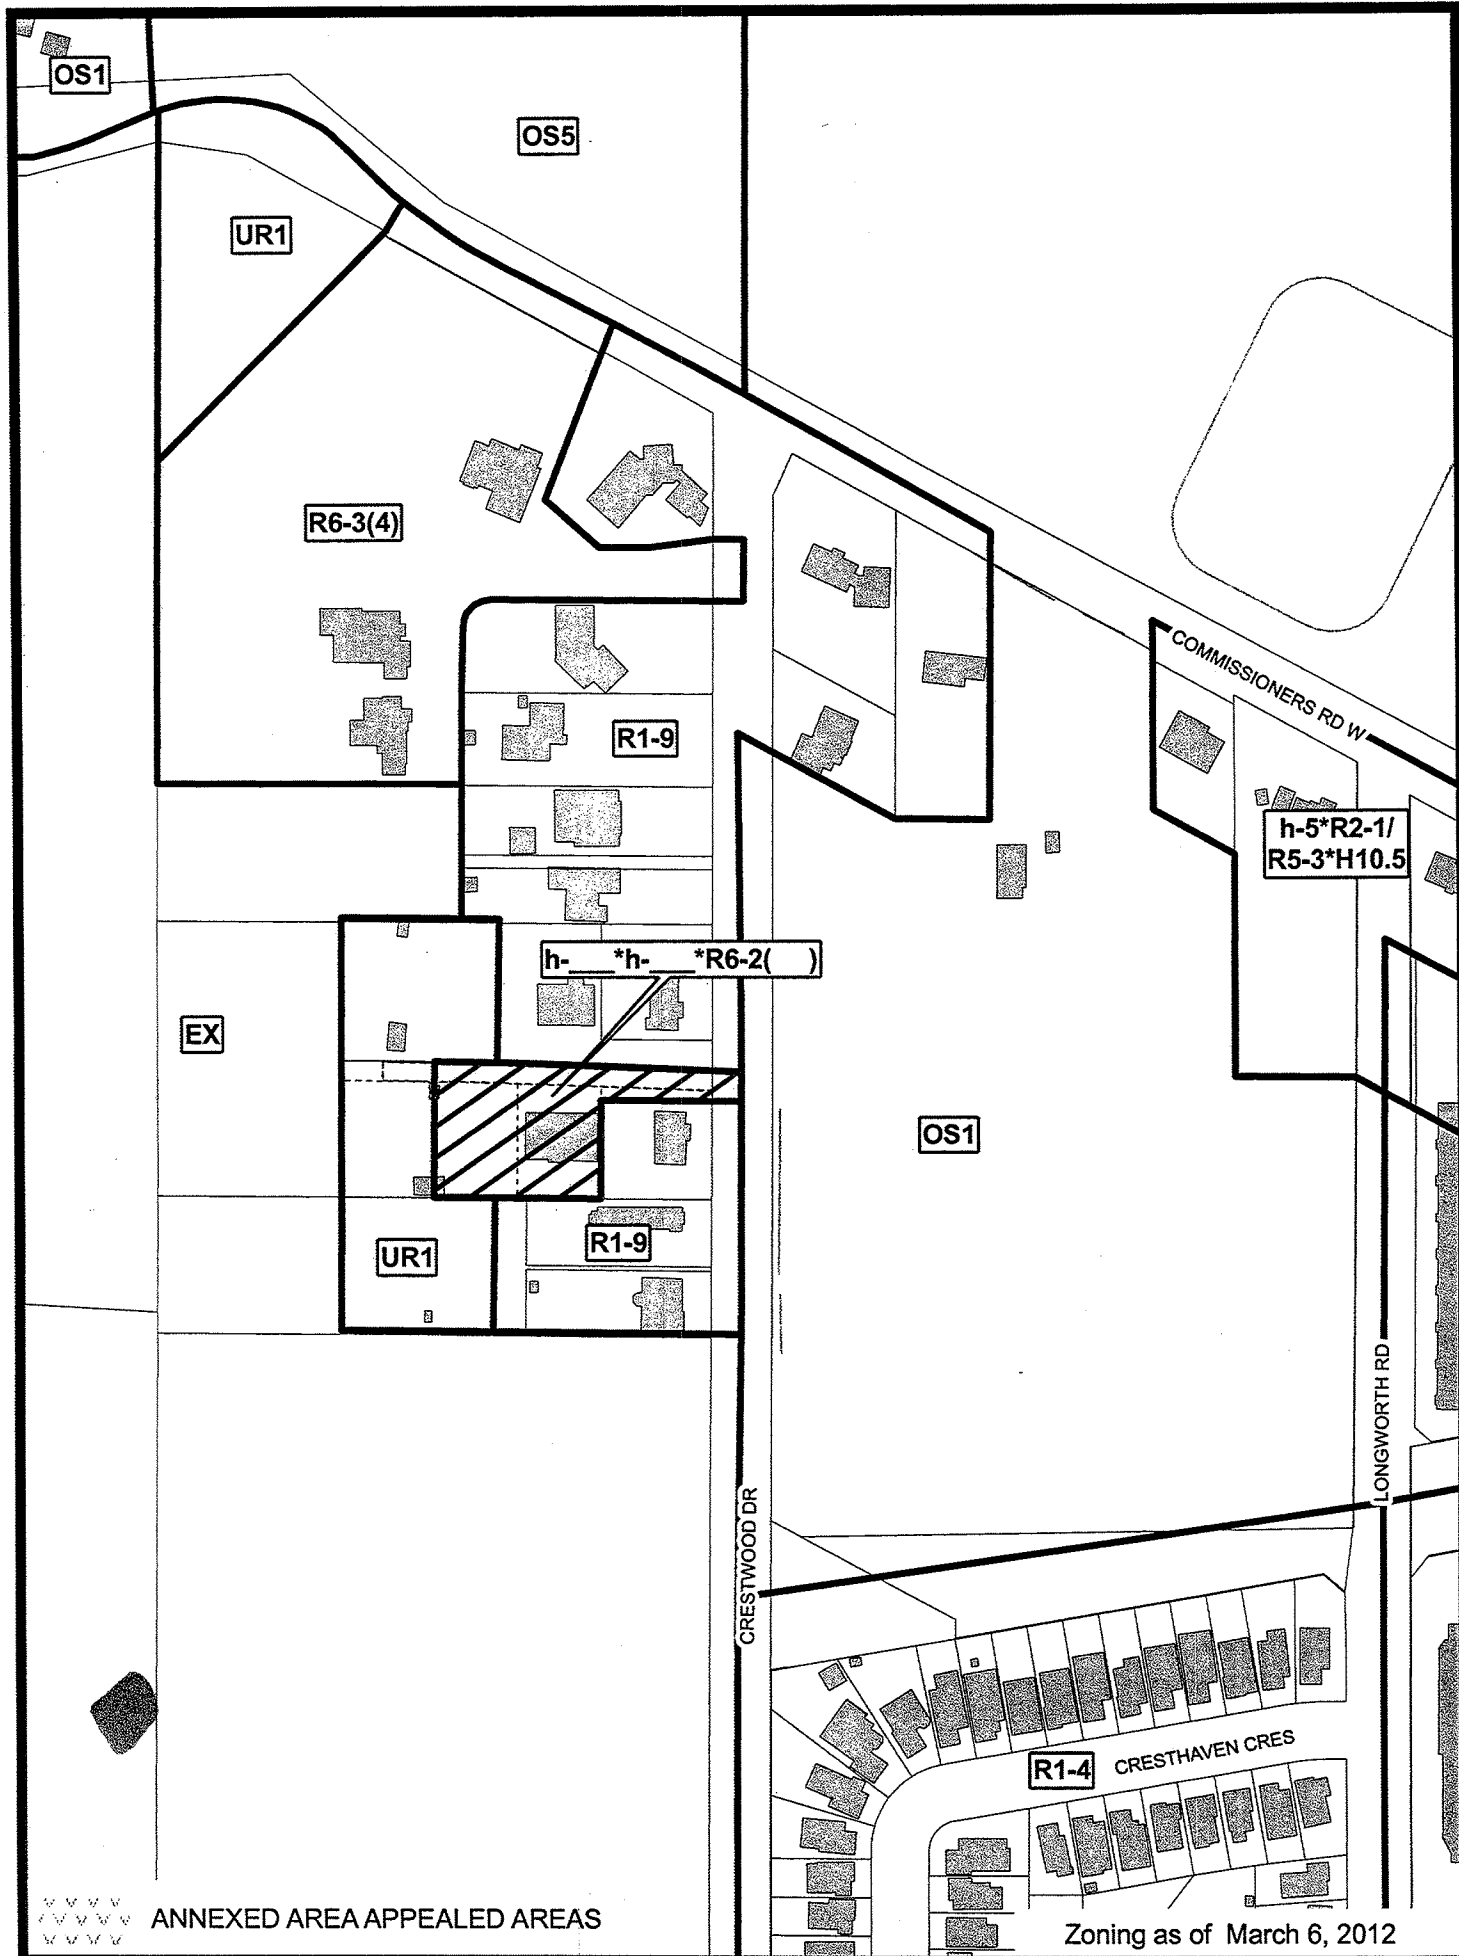 OS1
OS5
UR1
R6-3(4)
COMMISSIONERS RD W
R1-9
h-5*R2-1/
R5-3*H10.5
h-___*h-___*R6-2( )
EX
OS1
R1-9
UR1
LONGWORTH RD
CRESTWOOD DR
R1-4
CRESTHAVEN CRES
ANNEXED AREA APPEALED AREAS
Zoning as of March 6, 2012